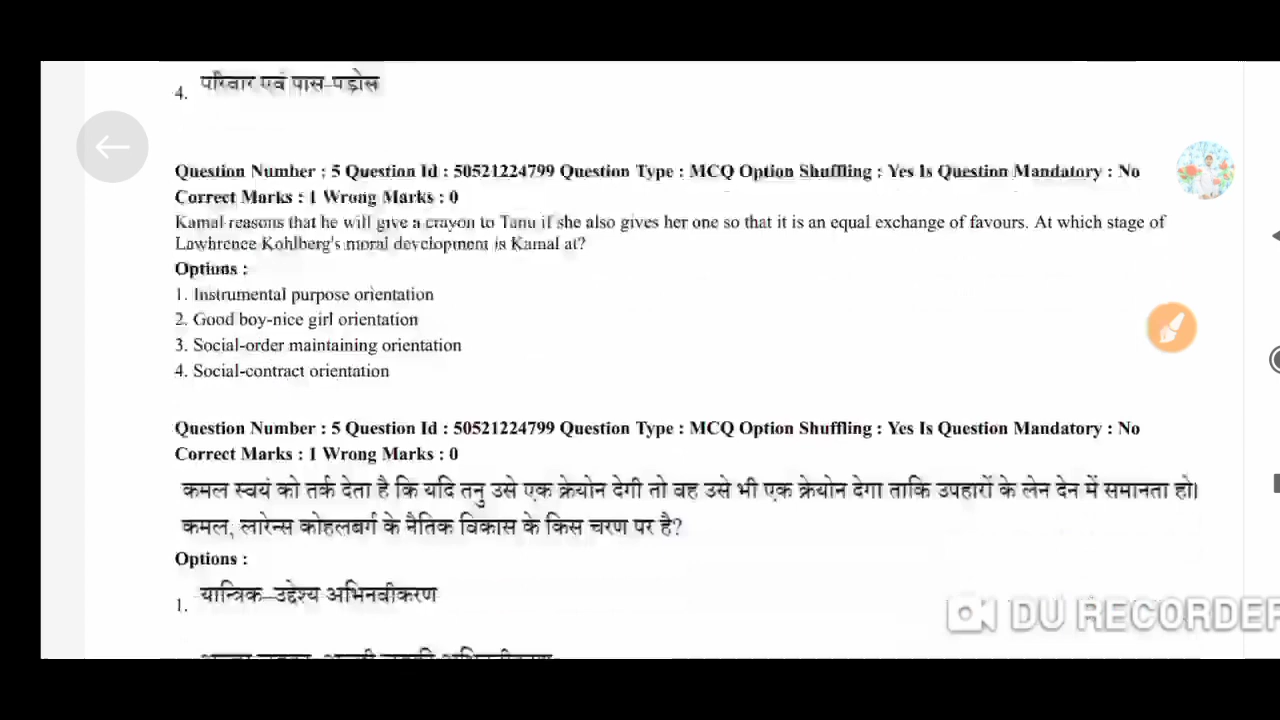 4. परिवार एवं पास-पड़ोस
Question Number : 5 Question Id : 50521224799 Question Type : MCQ Option Shuffling : Yes Is Question Mandatory : No
Correct Marks : 1 Wrong Marks : 0
Kamal reasons that he will give a crayon to Tanu if she also gives her one so that it is an equal exchange of favours. At which stage of
Lawhrence Kohlberg's moral development is Kamal at?
Options :
1. Instrumental purpose orientation
2. Good boy-nice girl orientation
3. Social-order maintaining orientation
4. Social-contract orientation
Question Number : 5 Question Id : 50521224799 Question Type : MCQ Option Shuffling : Yes Is Question Mandatory : No
Correct Marks : 1 Wrong Marks : 0
कमल स्वयं को तर्क देता है कि यदि तनु उसे एक क्रेयोन देगी तो वह उसे भी एक क्रेयोन देगा ताकि उपहारों के लेन देन में समानता हो।
कमल, लारेन्स कोहलबर्ग के नैतिक विकास के किस चरण पर है?
Options :
1. यान्त्रिक-उद्देश्य अभिनवीकरण
DU RECORDER